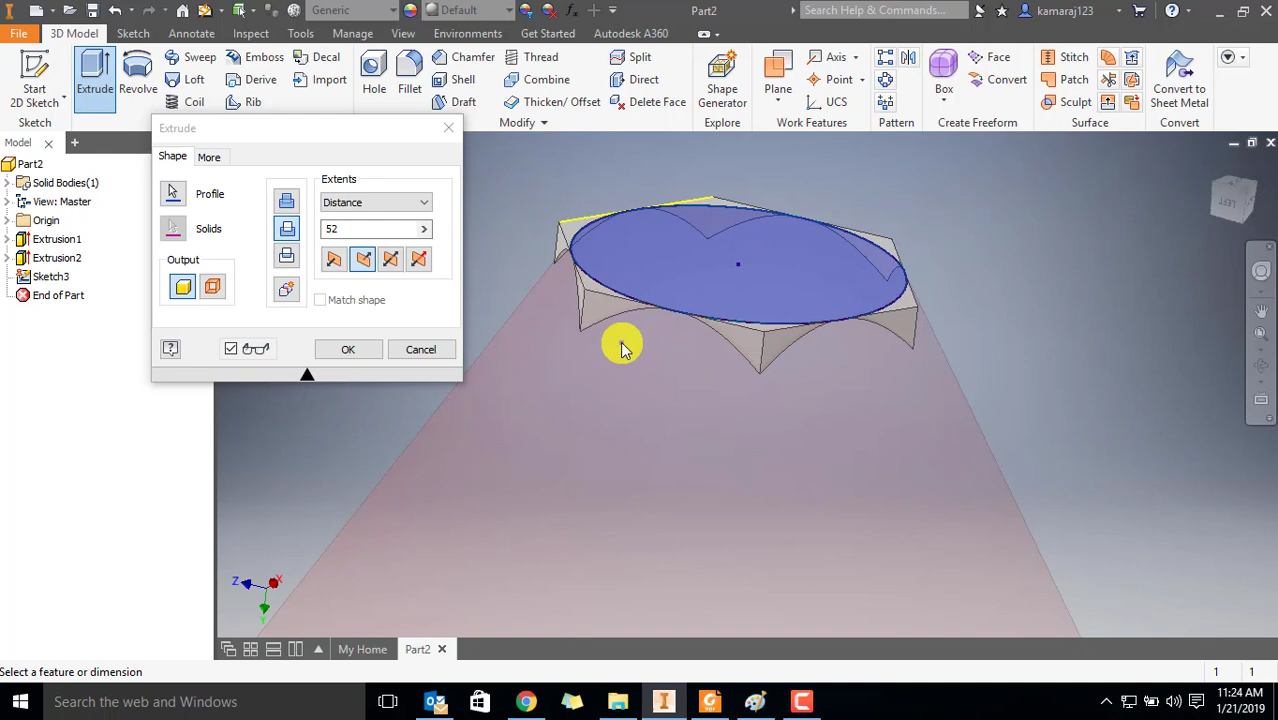 Generic Default Part2 Search Help & Commands... kamaraj123
File 3D Model Sketch Annotate Inspect Tools Manage View Environments Get Started Autodesk A360
Start 2D Sketch
Extrude Revolve
Sweep Emboss Decal
Loft Derive Import
Coil Rib
Hole Fillet
Chamfer Thread Split
Shell Combine Direct
Draft Thicken/ Offset Delete Face
Shape Generator
Plane
Axis
Point
UCS
Box
Face
Convert
Stitch
Patch
Sculpt
Convert to Sheet Metal
Sketch Modify Explore Work Features Pattern Create Freeform Surface Convert
Model
Part2
Solid Bodies(1)
View: Master
Origin
Extrusion1
Extrusion2
Sketch3
End of Part
Extrude
Shape More
Profile
Solids
Output
Extents
Distance
52
Match shape
OK Cancel
Z X
Y
My Home Part2
Select a feature or dimension 1 1
Search the web and Windows
11:24 AM
1/21/2019